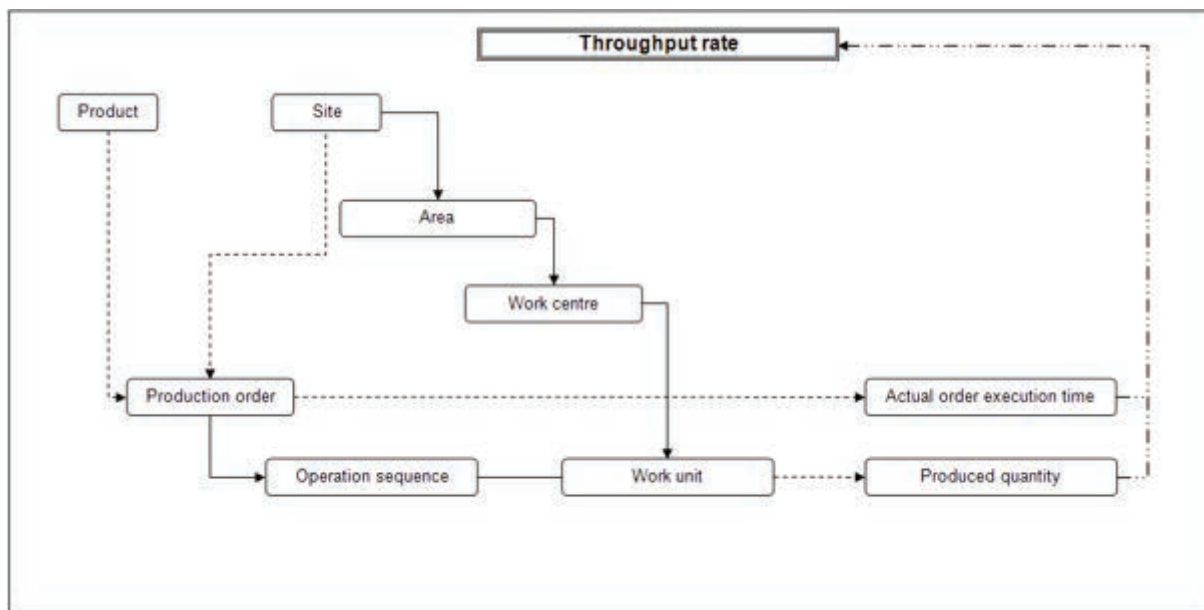 Throughput rate
Product
Site
Area
Work centre
Production order
Actual order execution time
Operation sequence
Work unit
Produced quantity